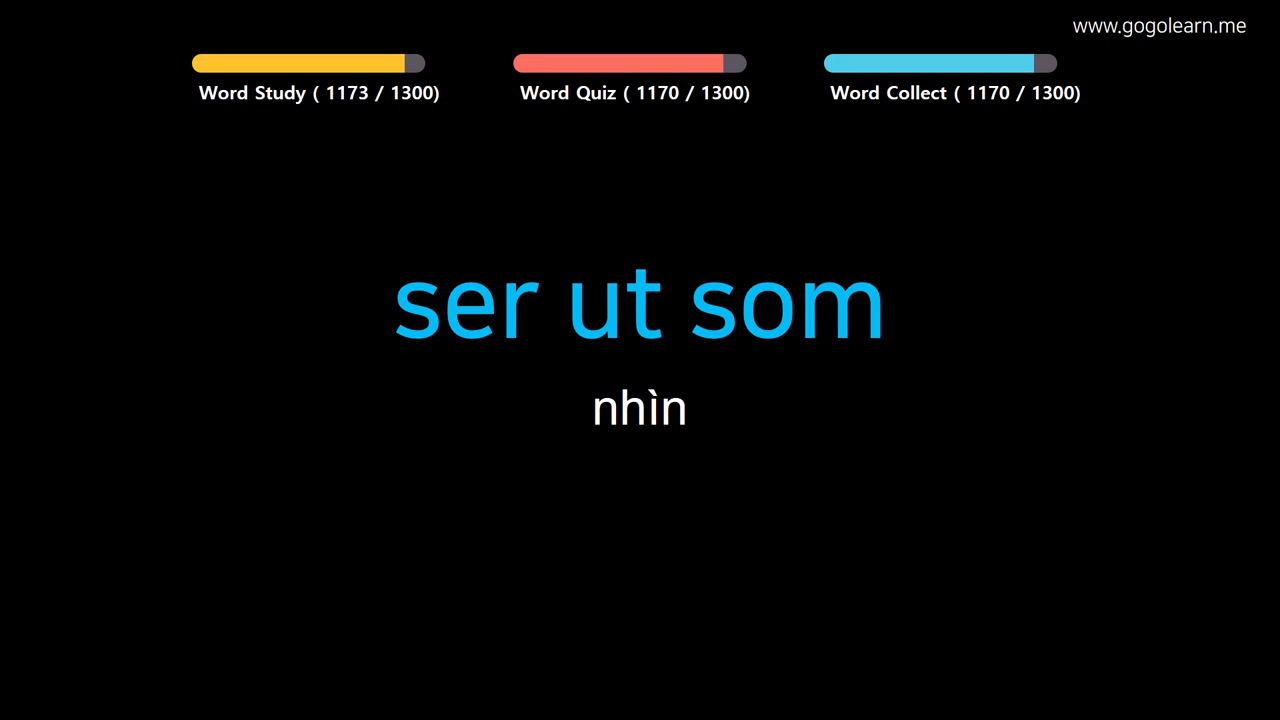 www.gogolearn.me
Word Study ( 1173 / 1300)
Word Quiz ( 1170 / 1300)
Word Collect ( 1170 / 1300)
ser ut som
nhìn